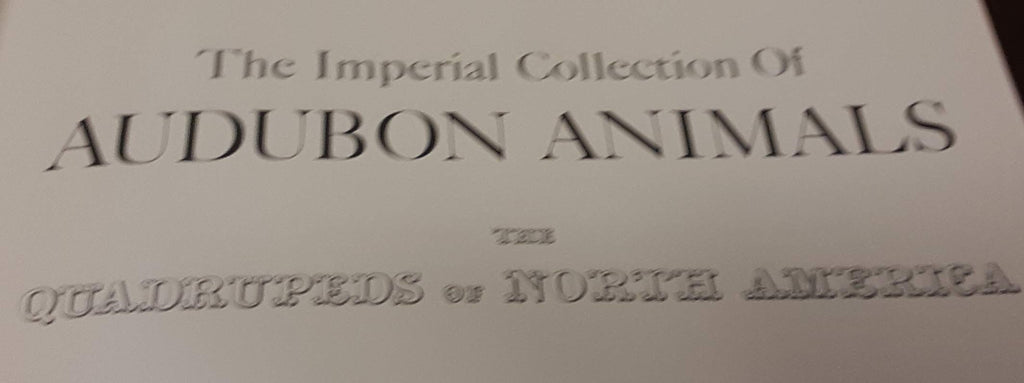 The Imperial Collection Of
AUDUBON ANIMALS
THE
QUADRUPEDS OF NORTH AMERICA